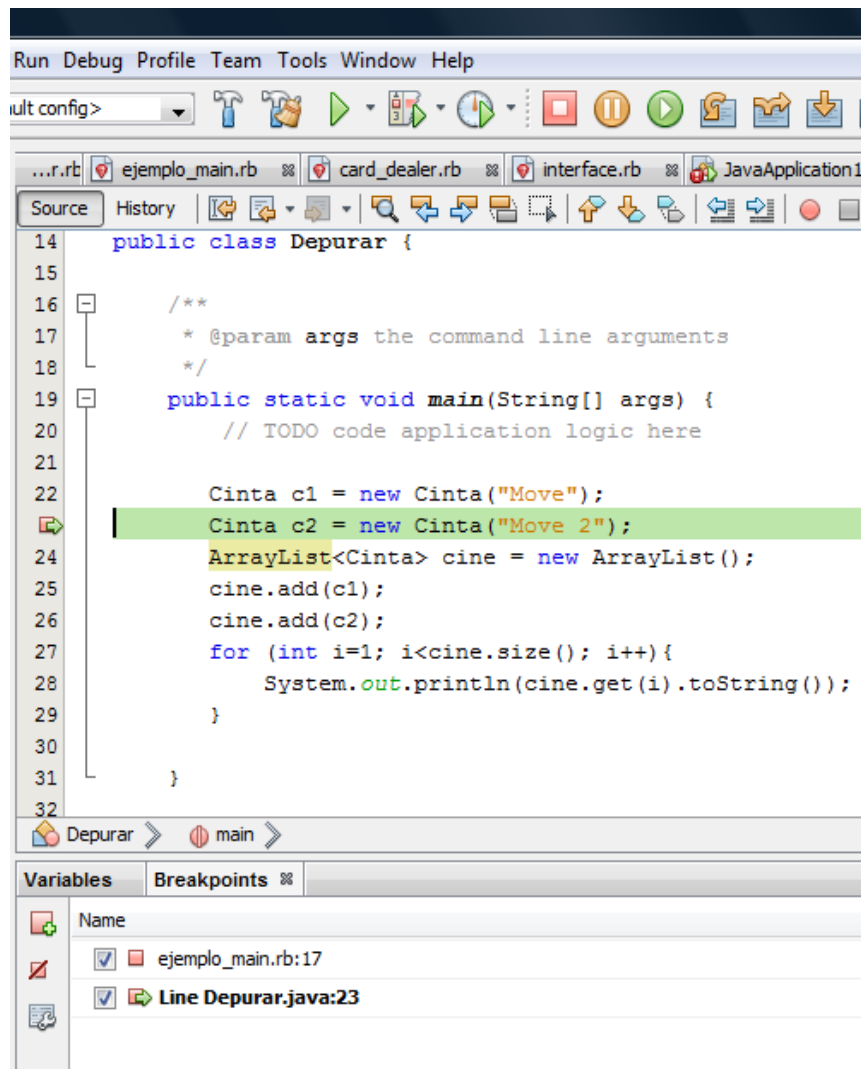 Run Debug Profile Team Tools Window Help
ult config>
...r.rb ejemplo_main.rb card_dealer.rb interface.rb JavaApplication1
Source History
14 public class Depurar {
15
16 /**
17 * @param args the command line arguments
18 */
19 public static void main(String[] args) {
20 // TODO code application logic here
21
22 Cinta c1 = new Cinta("Move");
Cinta c2 = new Cinta("Move 2");
24 ArrayList<Cinta> cine = new ArrayList();
25 cine.add(c1);
26 cine.add(c2);
27 for (int i=1; i<cine.size(); i++){
28 System.out.println(cine.get(i).toString());
29 }
30
31 }
32
Depurar main
Variables Breakpoints
Name
ejemplo_main.rb:17
Line Depurar.java:23